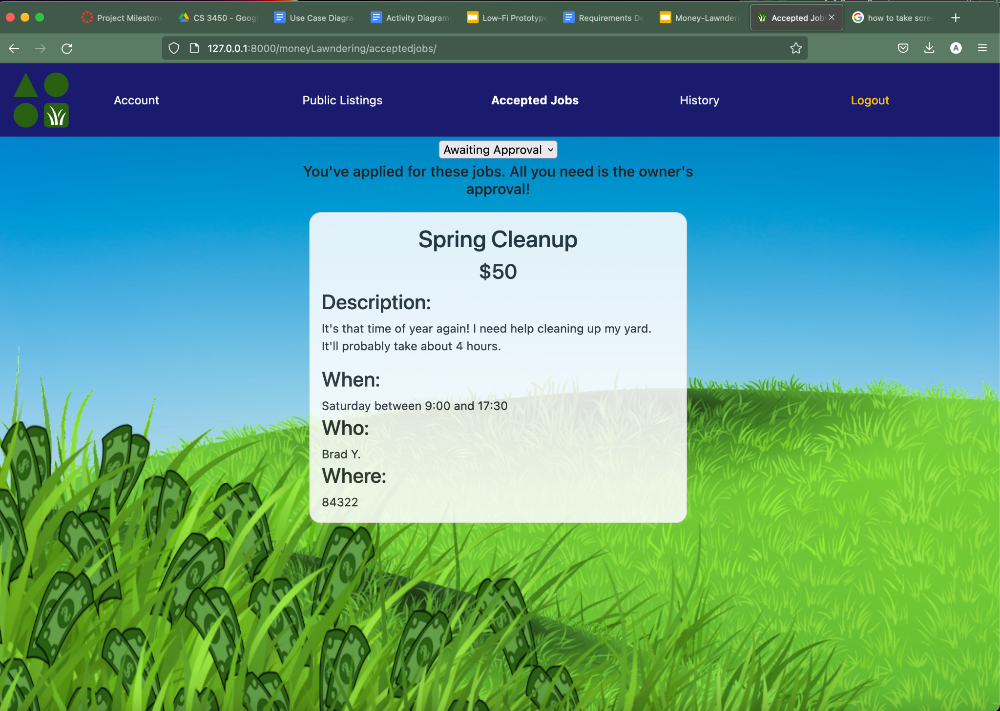 Project Mileston
CS 3450 - Googl
Use Case Diagra
Activity Diagram
Low-Fi Prototype
Requirements De
Money-Lawnderi
Accepted Job
how to take scre
127.0.0.1:8000/moneyLawndering/acceptedjobs/
A
Account
Public Listings
Accepted Jobs
History
Logout
Awaiting Approval
You've applied for these jobs. All you need is the owner's
approval!
Spring Cleanup
$50
Description:
It's that time of year again! I need help cleaning up my yard.
It'll probably take about 4 hours.
When:
Saturday between 9:00 and 17:30
Who:
Brad Y.
Where:
84322